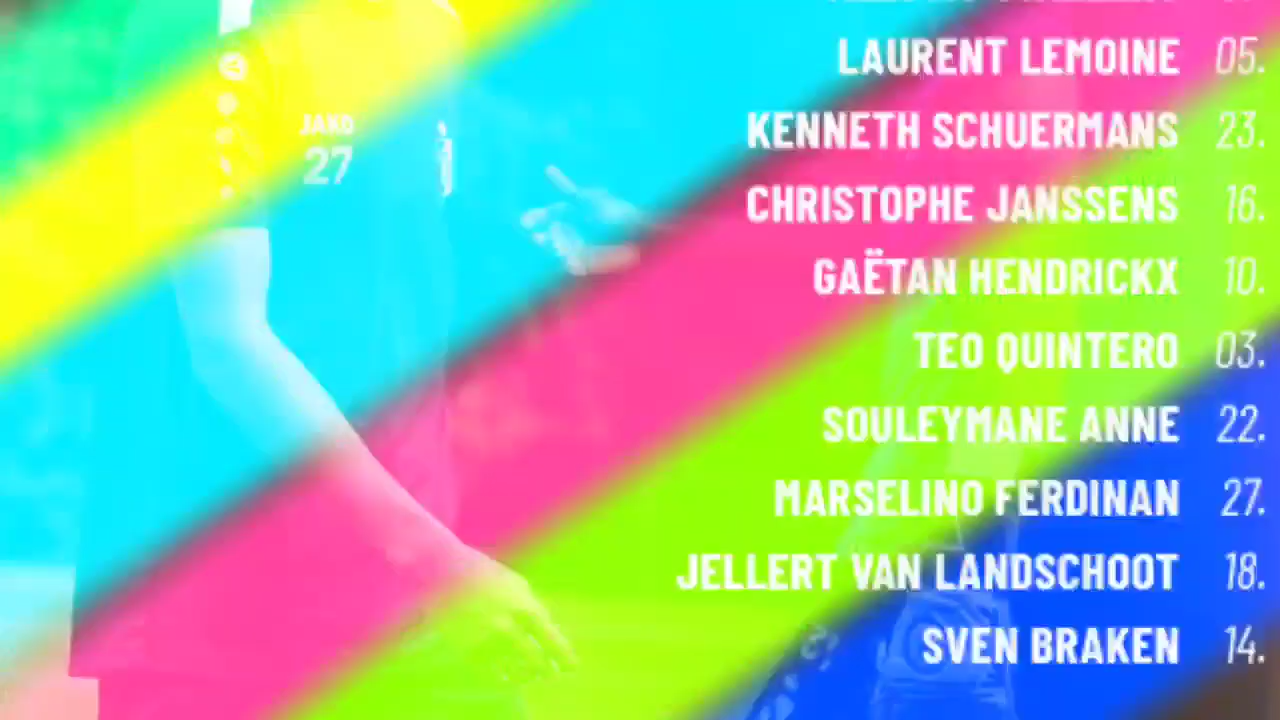 LAURENT LEMOINE 05.
KENNETH SCHUERMANS 23.
CHRISTOPHE JANSSENS 16.
GAËTAN HENDRICKX 10.
TEO QUINTERO 03.
SOULEYMANE ANNE 22.
MARSELINO FERDINAN 27.
JELLERT VAN LANDSCHOOT 18.
SVEN BRAKEN 14.
JAKO
27